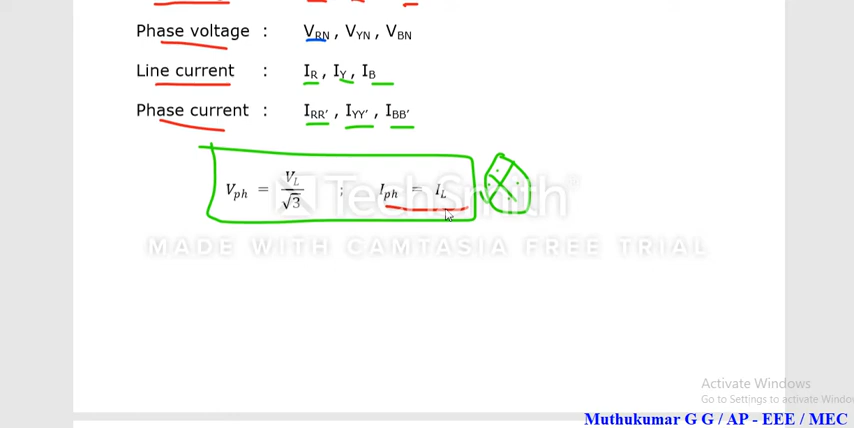 Phase voltage : V_RN , V_YN , V_BN
Line current : I_R , I_Y , I_B
Phase current : I_RR′ , I_YY′ , I_BB′
V_ph = V_L / √3 ; I_ph = I_L
TechSmith®
MADE WITH CAMTASIA FREE TRIAL
Activate Windows
Go to Settings to activate Windo
Muthukumar G G / AP - EEE / MEC